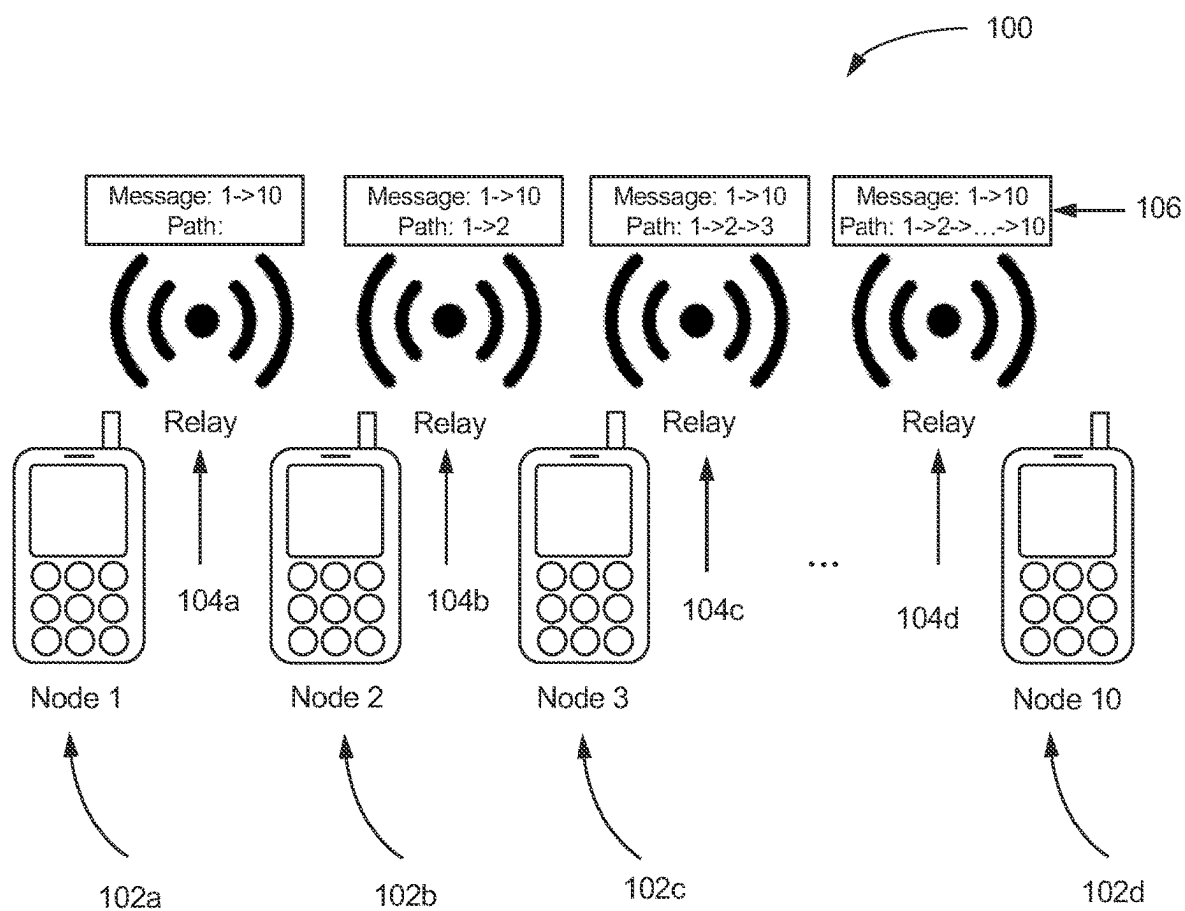 100
Message: 1->10
Path:
Message: 1->10
Path: 1->2
Message: 1->10
Path: 1->2->3
Message: 1->10
Path: 1->2->...->10
106
Relay
Relay
Relay
Relay
104a
104b
104c
...
104d
Node 1
Node 2
Node 3
Node 10
102a
102b
102c
102d